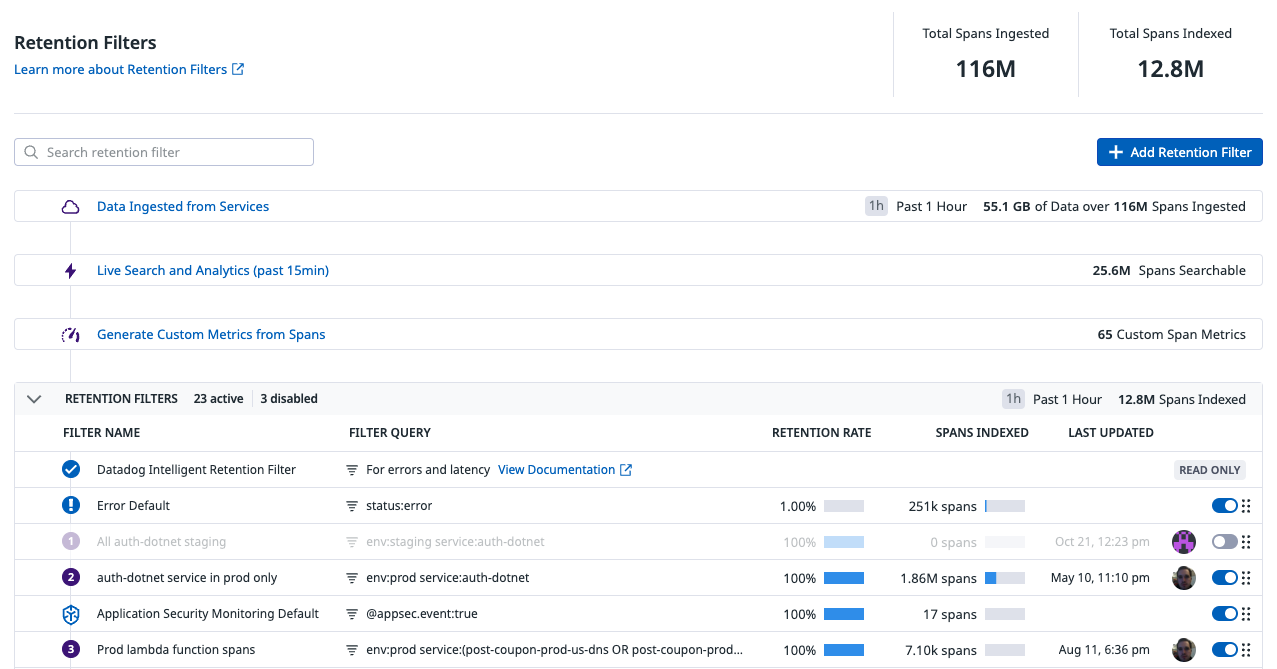 Retention Filters
Learn more about Retention Filters
Total Spans Ingested
116M
Total Spans Indexed
12.8M
Search retention filter
Add Retention Filter
Data Ingested from Services 1h Past 1 Hour 55.1 GB of Data over 116M Spans Ingested
Live Search and Analytics (past 15min) 25.6M Spans Searchable
Generate Custom Metrics from Spans 65 Custom Span Metrics
RETENTION FILTERS 23 active 3 disabled 1h Past 1 Hour 12.8M Spans Indexed
FILTER NAME FILTER QUERY RETENTION RATE SPANS INDEXED LAST UPDATED
Datadog Intelligent Retention Filter For errors and latency View Documentation READ ONLY
Error Default status:error 1.00% 251k spans
1 All auth-dotnet staging env:staging service:auth-dotnet 100% 0 spans Oct 21, 12:23 pm
2 auth-dotnet service in prod only env:prod service:auth-dotnet 100% 1.86M spans May 10, 11:10 pm
Application Security Monitoring Default @appsec.event:true 100% 17 spans
3 Prod lambda function spans env:prod service:(post-coupon-prod-us-dns OR post-coupon-prod... 100% 7.10k spans Aug 11, 6:36 pm